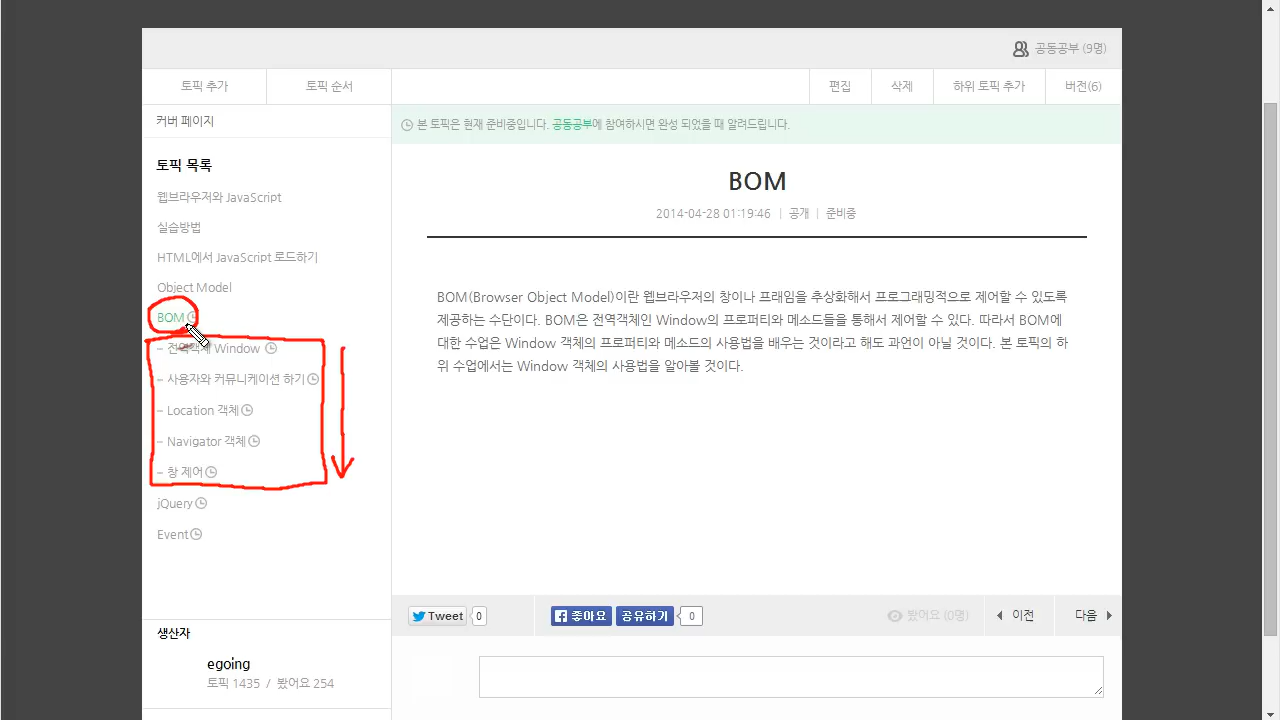 공동공부 (9명)
토픽 추가
토픽 순서
편집
삭제
하위 토픽 추가
버전(6)
커버 페이지
본 토픽은 현재 준비중입니다. 공동공부에 참여하시면 완성 되었을 때 알려드립니다.
토픽 목록
웹브라우저와 JavaScript
실습방법
HTML에서 JavaScript 로드하기
Object Model
BOM
– 전역객체 Window
– 사용자와 커뮤니케이션 하기
– Location 객체
– Navigator 객체
– 창 제어
jQuery
Event
BOM
2014-04-28 01:19:46 | 공개 | 준비중
BOM(Browser Object Model)이란 웹브라우저의 창이나 프래임을 추상화해서 프로그래밍적으로 제어할 수 있도록
제공하는 수단이다. BOM은 전역객체인 Window의 프로퍼티와 메소드들을 통해서 제어할 수 있다. 따라서 BOM에
대한 수업은 Window 객체의 프로퍼티와 메소드의 사용법을 배우는 것이라고 해도 과언이 아닐 것이다. 본 토픽의 하
위 수업에서는 Window 객체의 사용법을 알아볼 것이다.
Tweet 0
좋아요 공유하기 0
봤어요 (0명)
이전
다음
생산자
egoing
토픽 1435 / 봤어요 254